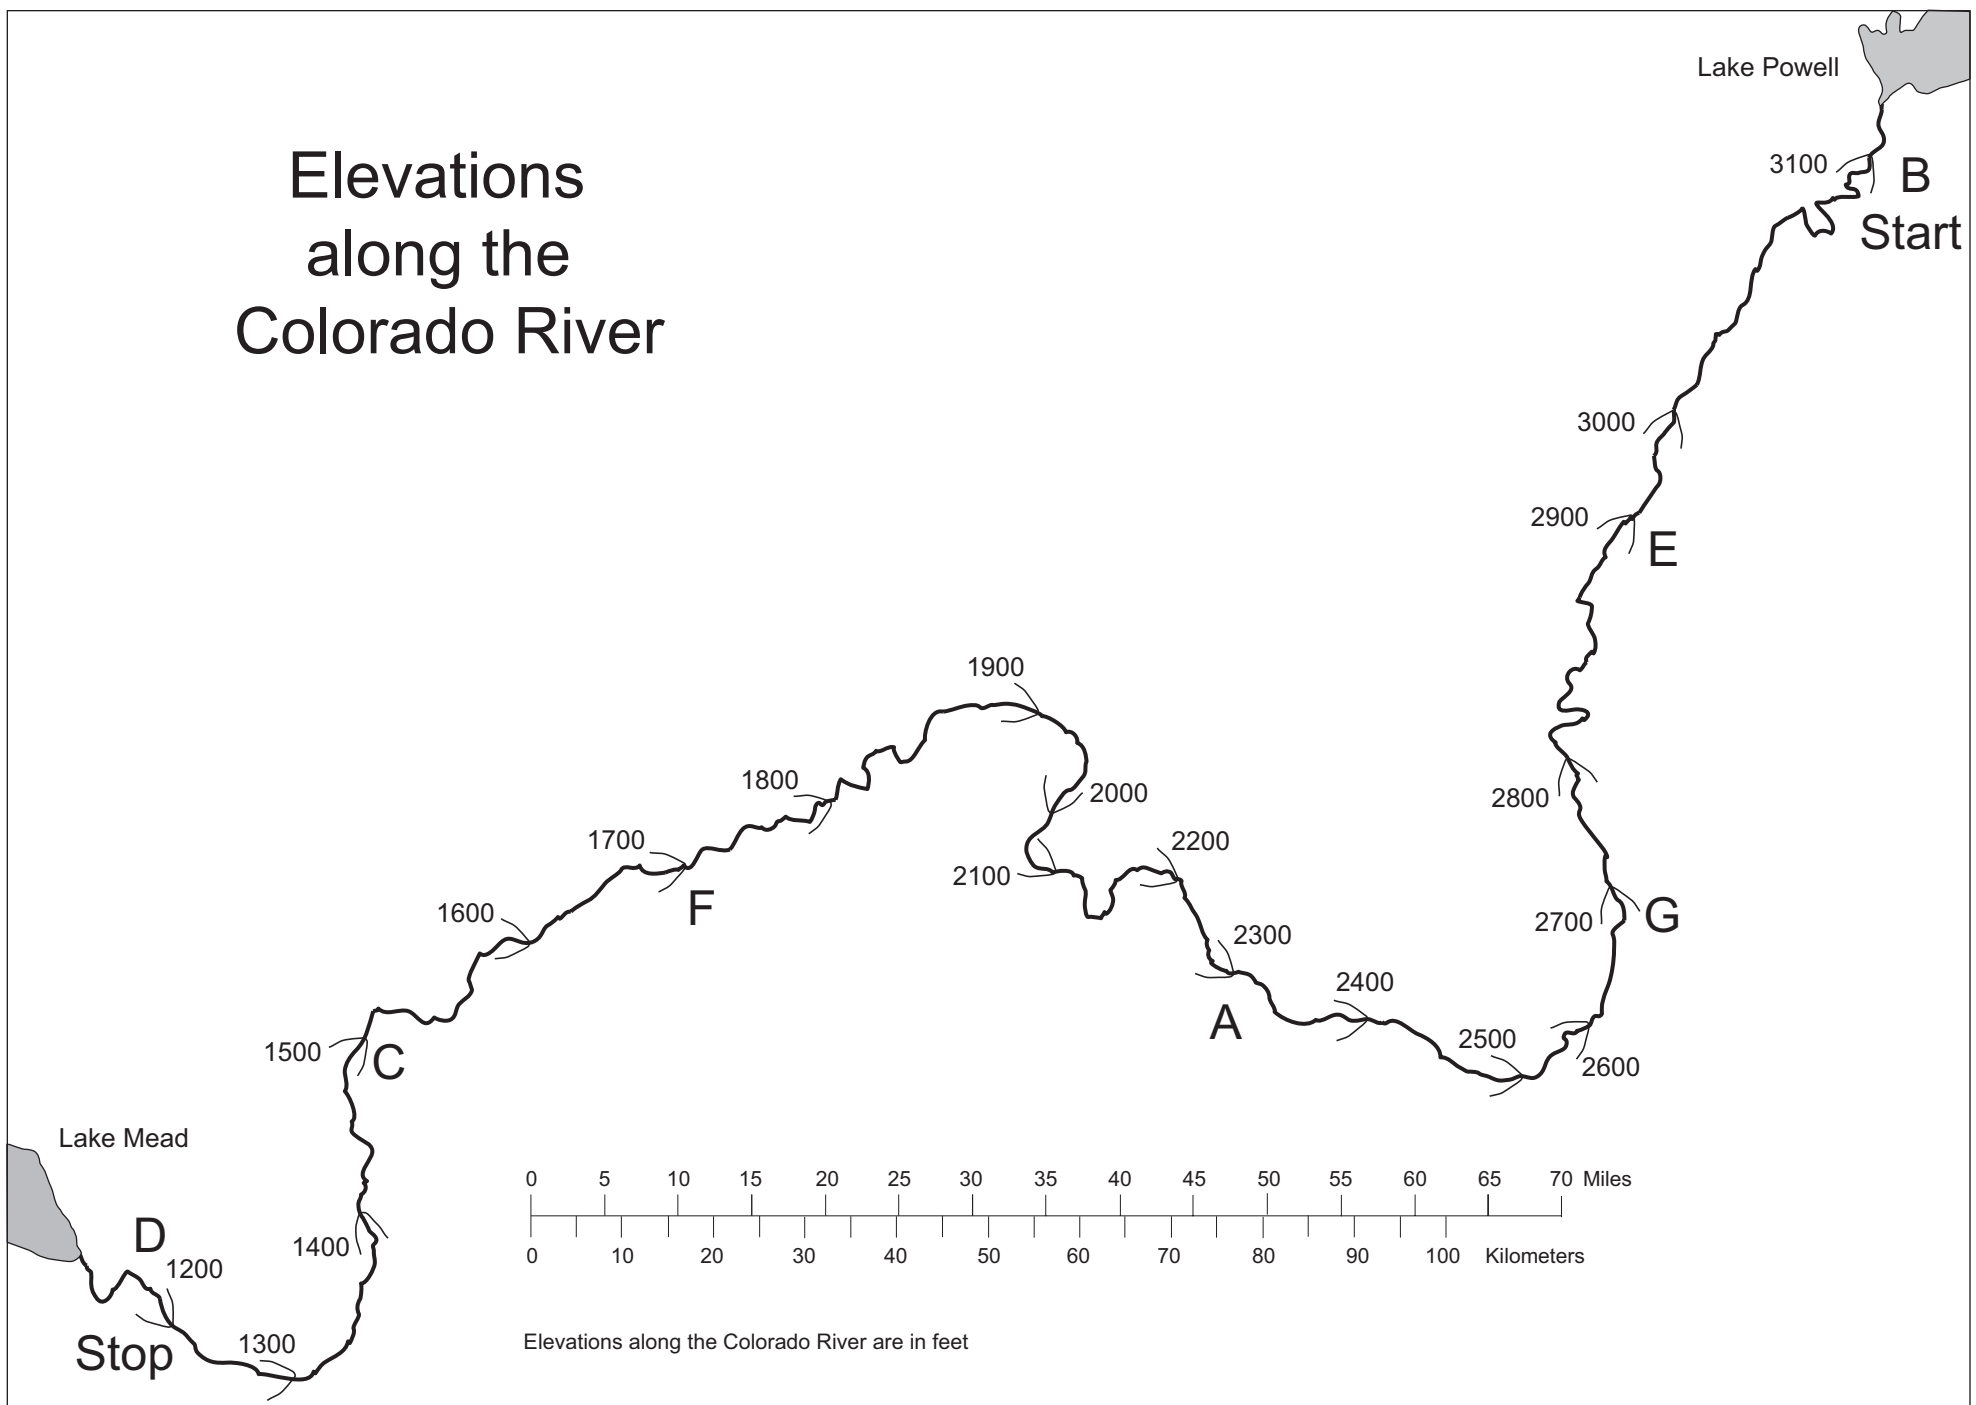 Lake Powell
Elevations
along the
Colorado River
3100
B
Start
3000
2900
E
1900
1800
2000
2800
1700
2100
2200
F
1600
2300
2700
G
A
2400
1500
C
2500
2600
Lake Mead
0 5 10 15 20 25 30 35 40 45 50 55 60 65 70 Miles
0 10 20 30 40 50 60 70 80 90 100 Kilometers
D
1200
1400
Stop
1300
Elevations along the Colorado River are in feet